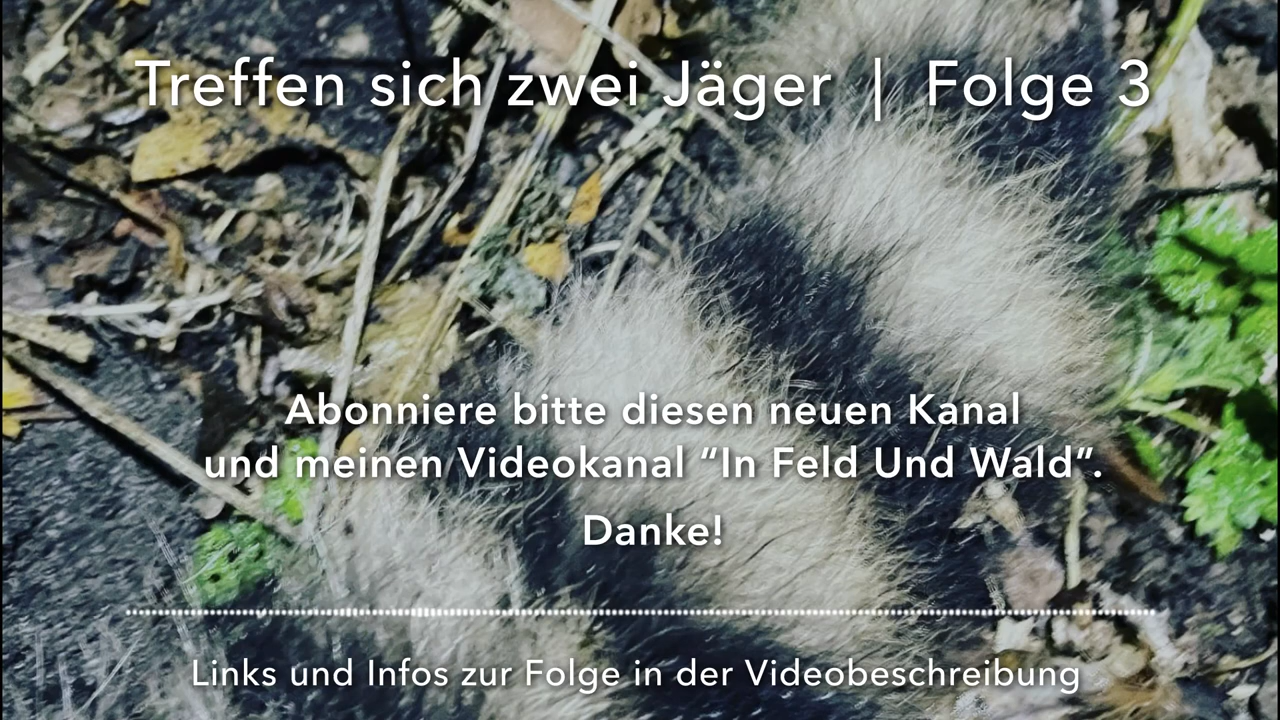 Treffen sich zwei Jäger | Folge 3
Abonniere bitte diesen neuen Kanal
und meinen Videokanal “In Feld Und Wald”.
Danke!
Links und Infos zur Folge in der Videobeschreibung